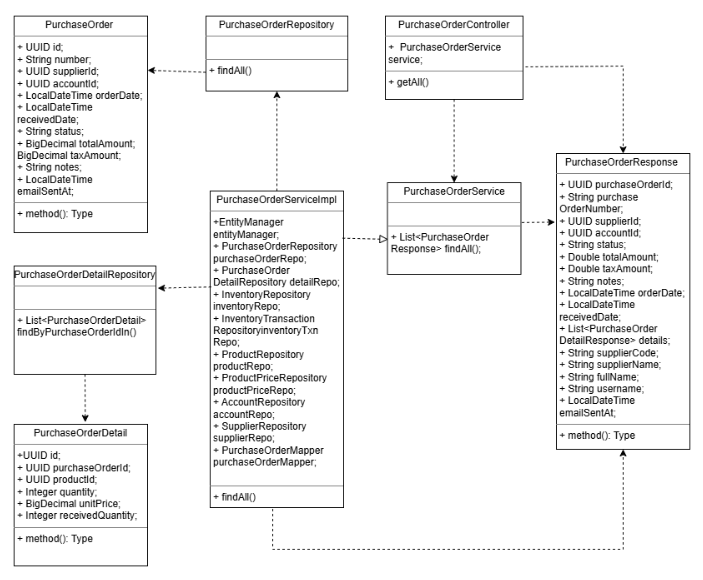 PurchaseOrder
+ UUID id;
+ String number;
+ UUID supplierId;
+ UUID accountId;
+ LocalDateTime orderDate;
+ LocalDateTime
receivedDate;
+ String status;
+ BigDecimal totalAmount;
BigDecimal taxAmount;
+ String notes;
+ LocalDateTime
emailSentAt;
+ method(): Type
PurchaseOrderRepository
+ findAll()
PurchaseOrderController
+ PurchaseOrderService
service;
+ getAll()
PurchaseOrderResponse
+ UUID purchaseOrderId;
+ String purchase
OrderNumber;
+ UUID supplierId;
+ UUID accountId;
+ String status;
+ Double totalAmount;
+ Double taxAmount;
+ String notes;
+ LocalDateTime orderDate;
+ LocalDateTime
receivedDate;
+ List<PurchaseOrder
DetailResponse> details;
+ String supplierCode;
+ String supplierName;
+ String fullName;
+ String username;
+ LocalDateTime
emailSentAt;
+ method(): Type
PurchaseOrderServiceImpl
+EntityManager
entityManager;
+ PurchaseOrderRepository
purchaseOrderRepo;
+ PurchaseOrder
DetailRepository detailRepo;
+ InventoryRepository
inventoryRepo;
+ InventoryTransaction
RepositoryinventoryTxn
Repo;
+ ProductRepository
productRepo;
+ ProductPriceRepository
productPriceRepo;
+ AccountRepository
accountRepo;
+ SupplierRepository
supplierRepo;
+ PurchaseOrderMapper
purchaseOrderMapper;
+ findAll()
PurchaseOrderService
+ List<PurchaseOrder
Response> findAll();
PurchaseOrderDetailRepository
+ List<PurchaseOrderDetail>
findByPurchaseOrderIdIn()
PurchaseOrderDetail
+UUID id;
+ UUID purchaseOrderId;
+ UUID productId;
+ Integer quantity;
+ BigDecimal unitPrice;
+ Integer receivedQuantity;
+ method(): Type